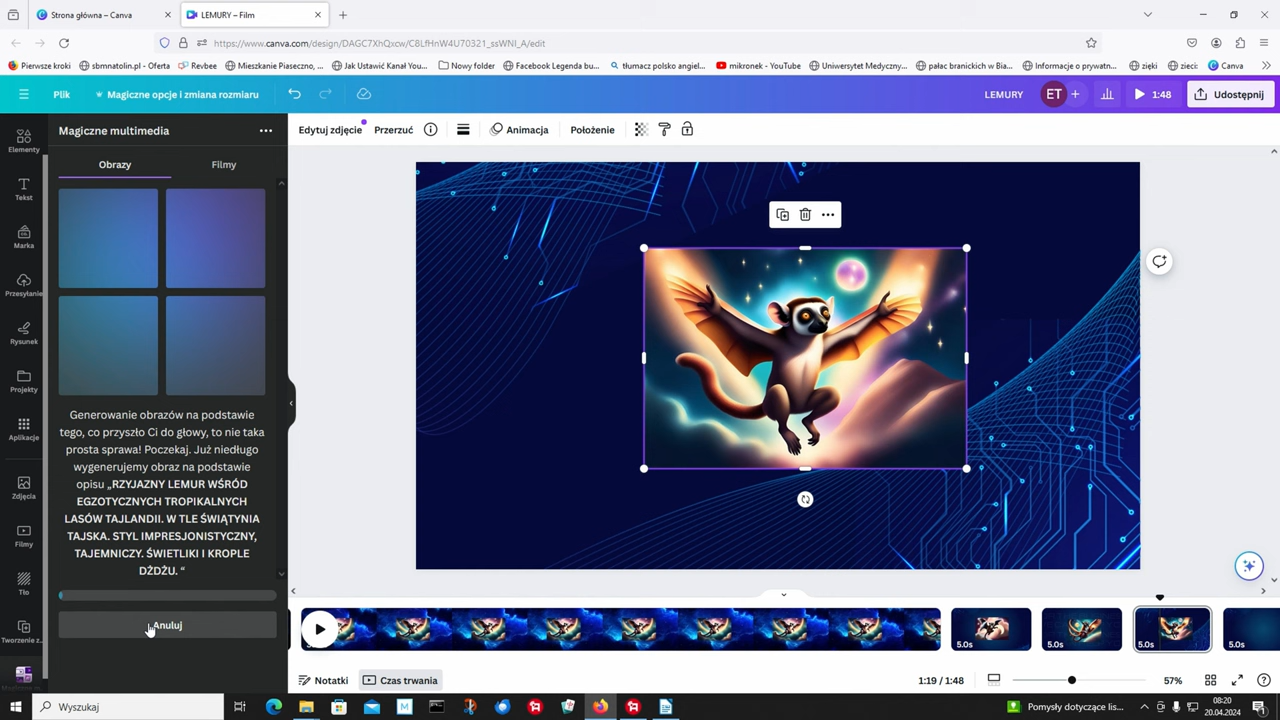 Strona główna – Canva
LEMURY – Film
https://www.canva.com/design/DAGC7XhQxcw/C8LfHnW4U70321_ssWNI_A/edit
Pierwsze kroki
sbmnatolin.pl - Oferta
Revbee
Mieszkanie Piaseczno, ...
Jak Ustawić Kanał You...
Nowy folder
Facebook Legenda bu...
tłumacz polsko angiel...
mikronek - YouTube
Uniwersytet Medyczny...
pałac branickich w Bia...
Informacje o prywatn...
zięki
zieci:
Canva
Plik
Magiczne opcje i zmiana rozmiaru
LEMURY
ET
1:48
Udostępnij
Elementy
Tekst
Marka
Przesyłanie
Rysunek
Projekty
Aplikacje
Zdjęcia
Filmy
Tło
Tworzenie z...
Magiczne multimedia
Obrazy
Filmy
Generowanie obrazów na podstawie
tego, co przyszło Ci do głowy, to nie taka
prosta sprawa! Poczekaj. Już niedługo
wygenerujemy obraz na podstawie
opisu „RZYJAZNY LEMUR WŚRÓD
EGZOTYCZNYCH TROPIKALNYCH
LASÓW TAJLANDII. W TLE ŚWIĄTYNIA
TAJSKA. STYL IMPRESJONISTYCZNY,
TAJEMNICZY. ŚWIETLIKI I KROPLE
DŻDŻU. “
Anuluj
Edytuj zdjęcie
Przerzuć
Animacja
Położenie
5.0s
5.0s
5.0s
5.0s
Notatki
Czas trwania
1:19 / 1:48
57%
Wyszukaj
Pomysły dotyczące lis...
08:20
20.04.2024